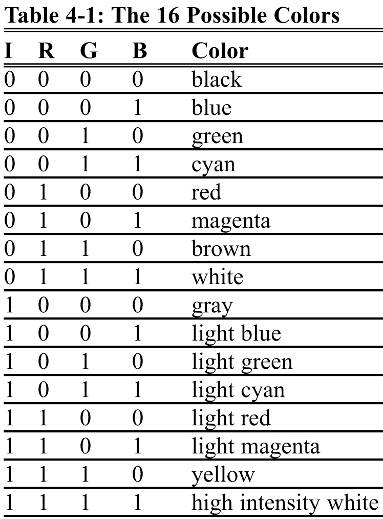 Table 4-1: The 16 Possible Colors
I R G B Color
0 0 0 0 black
0 0 0 1 blue
0 0 1 0 green
0 0 1 1 cyan
0 1 0 0 red
0 1 0 1 magenta
0 1 1 0 brown
0 1 1 1 white
1 0 0 0 gray
1 0 0 1 light blue
1 0 1 0 light green
1 0 1 1 light cyan
1 1 0 0 light red
1 1 0 1 light magenta
1 1 1 0 yellow
1 1 1 1 high intensity white